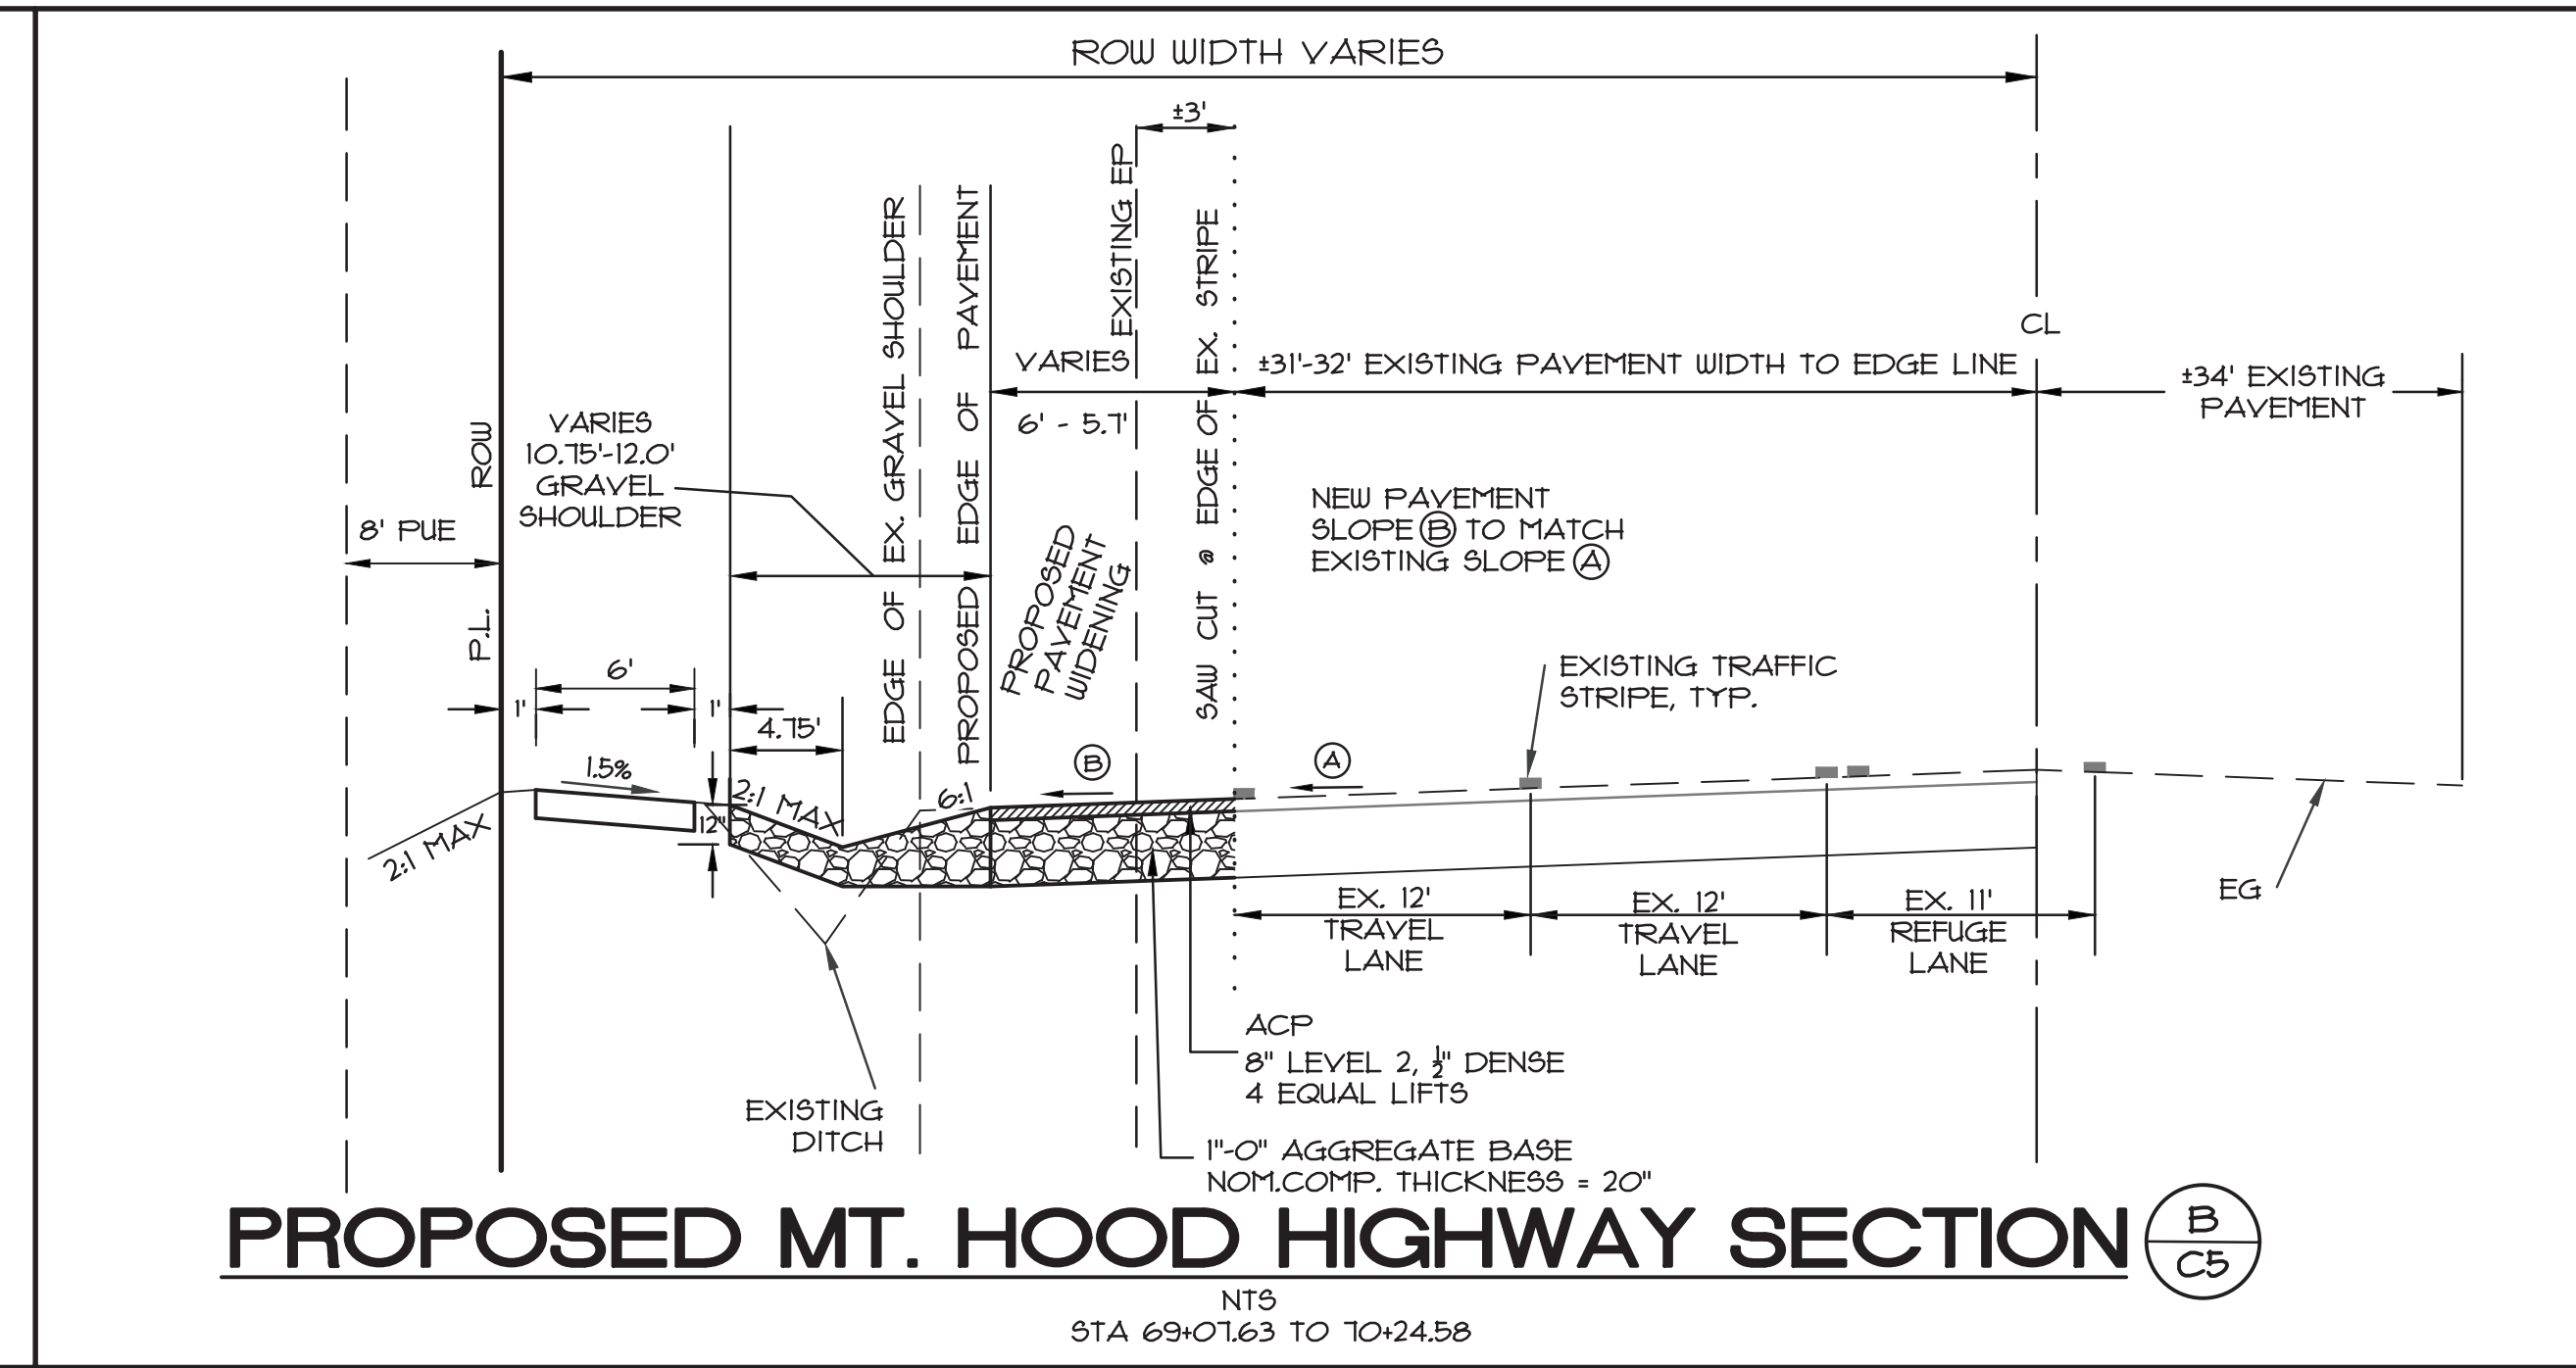 ROW WIDTH VARIES
±3'
EXISTING EP
EDGE OF EX. GRAVEL SHOULDER
PROPOSED EDGE OF PAVEMENT
SAW CUT @ EDGE OF EX. STRIPE
CL
VARIES
6' - 5.7'
±31'-32' EXISTING PAVEMENT WIDTH TO EDGE LINE
±34' EXISTING
PAVEMENT
VARIES
10.75'-12.0'
GRAVEL
SHOULDER
ROW
P.L.
8' PUE
PROPOSED
PAVEMENT
WIDENING
NEW PAVEMENT
SLOPE B TO MATCH
EXISTING SLOPE A
6'
1'
1'
4.75'
EXISTING TRAFFIC
STRIPE, TYP.
B
A
1.5%
2:1 MAX
12"
2:1 MAX
6:1
EX. 12'
TRAVEL
LANE
EX. 12'
TRAVEL
LANE
EX. 11'
REFUGE
LANE
EG
ACP
8" LEVEL 2, ½" DENSE
4 EQUAL LIFTS
EXISTING
DITCH
1"-0" AGGREGATE BASE
NOM.COMP. THICKNESS = 20"
PROPOSED MT. HOOD HIGHWAY SECTION
B
C5
NTS
STA 69+07.63 TO 70+24.58